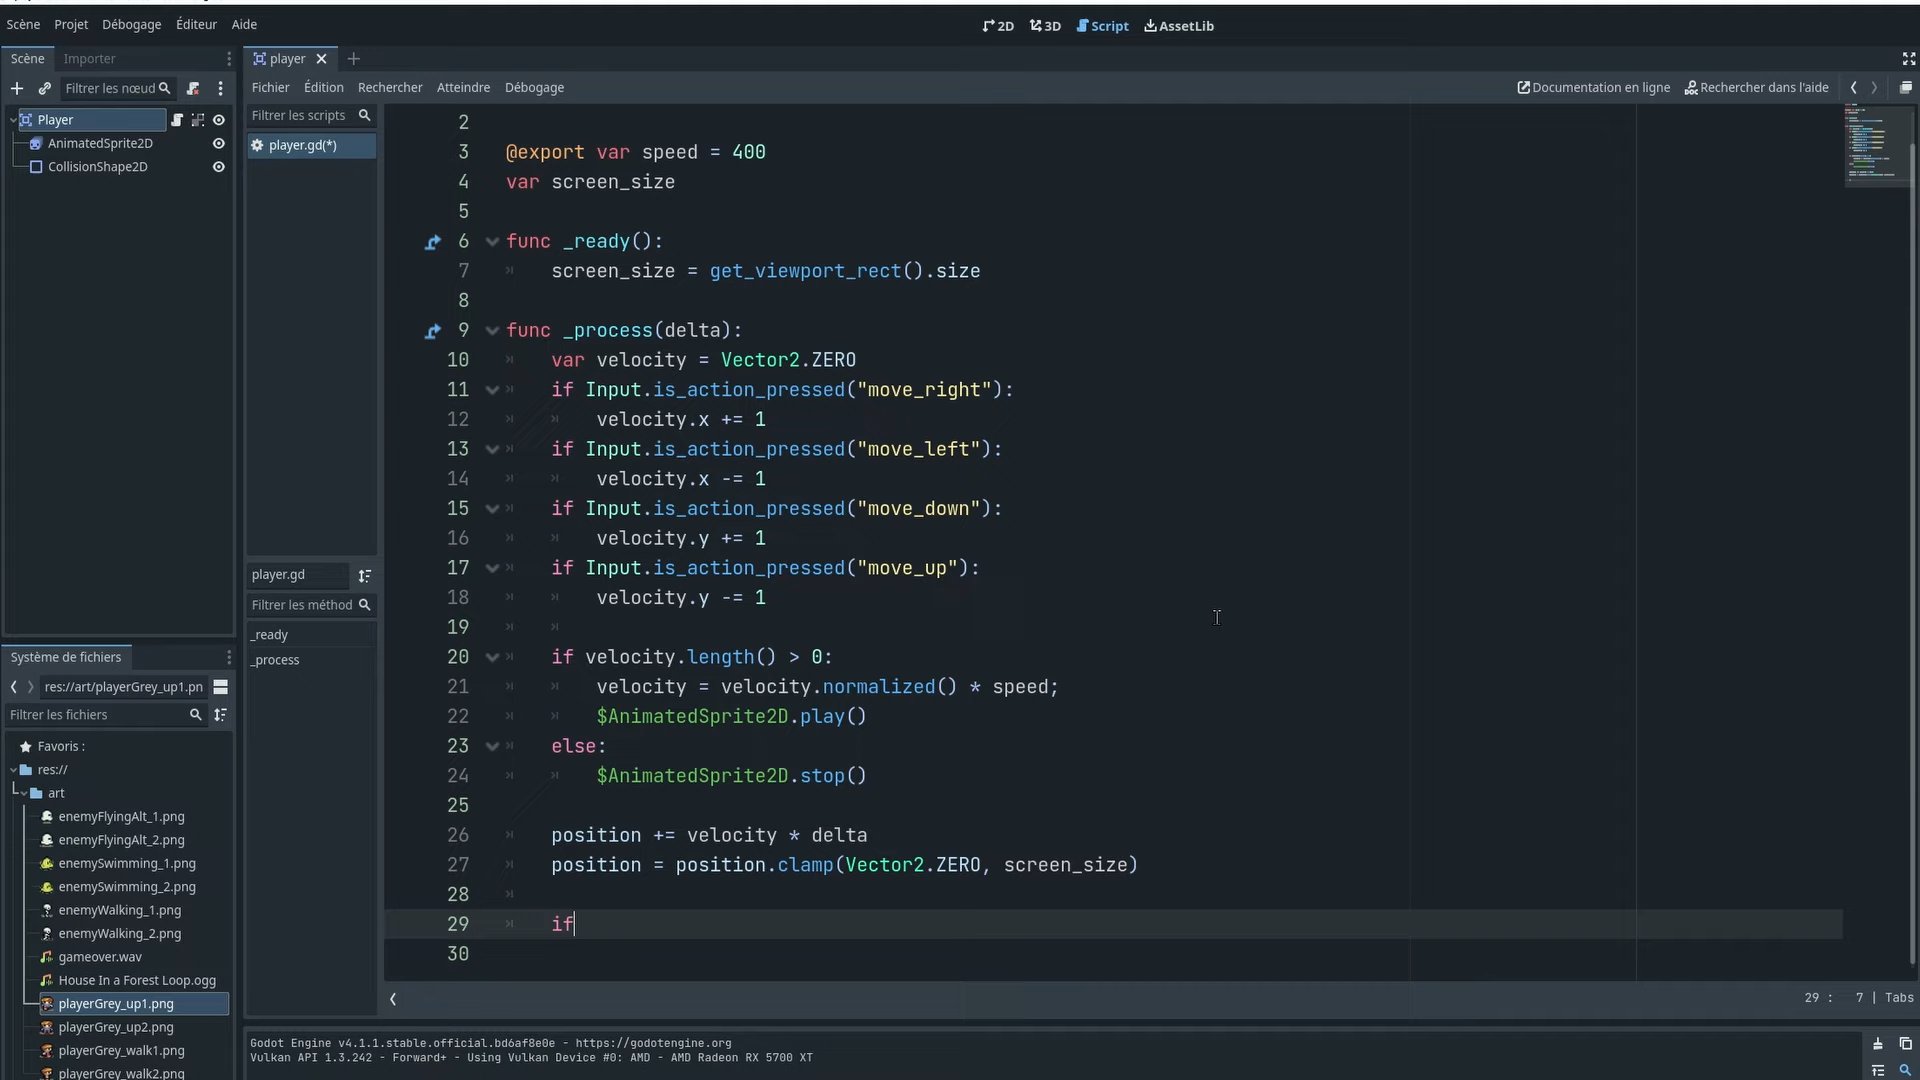 Scène Projet Débogage Éditeur Aide
2D 3D Script AssetLib
Scène Importer
Filtrer les nœud
Player
AnimatedSprite2D
CollisionShape2D
player
Fichier Édition Rechercher Atteindre Débogage
Documentation en ligne Rechercher dans l'aide
Filtrer les scripts
player.gd(*)
player.gd
Filtrer les méthod
_ready
_process
2
3 @export var speed = 400
4 var screen_size
5
6 func _ready():
7 screen_size = get_viewport_rect().size
8
9 func _process(delta):
10 var velocity = Vector2.ZERO
11 if Input.is_action_pressed("move_right"):
12 velocity.x += 1
13 if Input.is_action_pressed("move_left"):
14 velocity.x -= 1
15 if Input.is_action_pressed("move_down"):
16 velocity.y += 1
17 if Input.is_action_pressed("move_up"):
18 velocity.y -= 1
19
20 if velocity.length() > 0:
21 velocity = velocity.normalized() * speed;
22 $AnimatedSprite2D.play()
23 else:
24 $AnimatedSprite2D.stop()
25
26 position += velocity * delta
27 position = position.clamp(Vector2.ZERO, screen_size)
28
29 if
30
29 : 7 | Tabs
Système de fichiers
res://art/playerGrey_up1.pn
Filtrer les fichiers
Favoris :
res://
art
enemyFlyingAlt_1.png
enemyFlyingAlt_2.png
enemySwimming_1.png
enemySwimming_2.png
enemyWalking_1.png
enemyWalking_2.png
gameover.wav
House In a Forest Loop.ogg
playerGrey_up1.png
playerGrey_up2.png
playerGrey_walk1.png
playerGrey_walk2.png
Godot Engine v4.1.1.stable.official.bd6af8e0e - https://godotengine.org
Vulkan API 1.3.242 - Forward+ - Using Vulkan Device #0: AMD - AMD Radeon RX 5700 XT